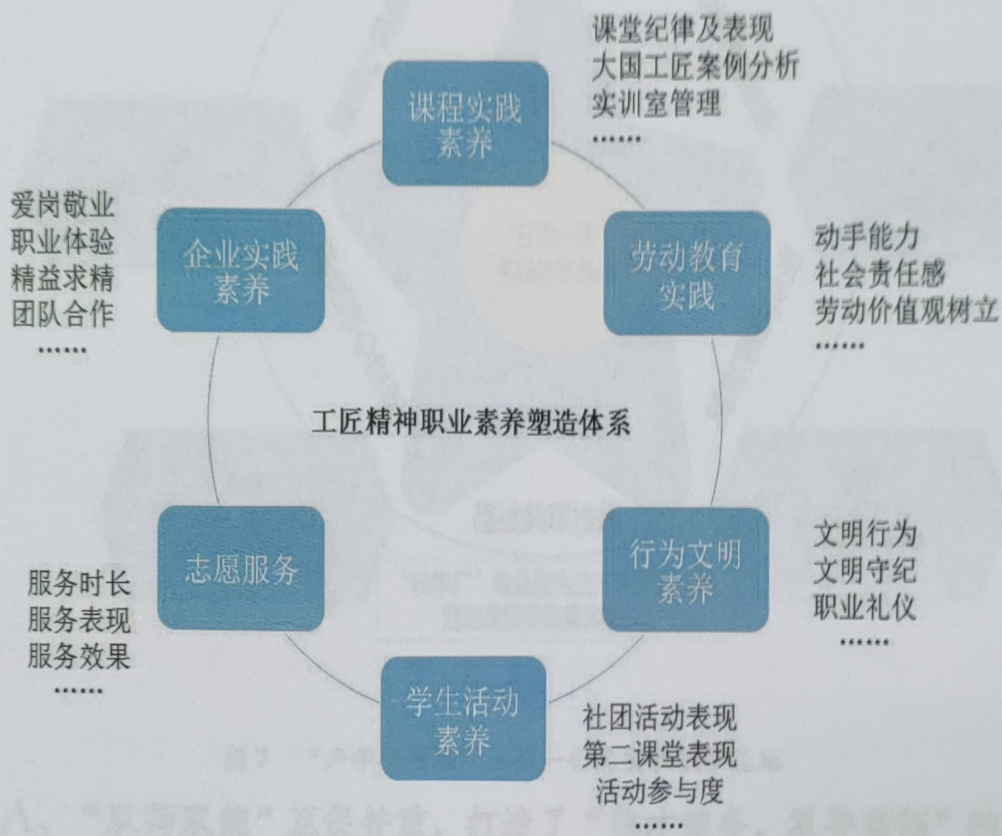 课程实践
素养
课堂纪律及表现
大国工匠案例分析
实训室管理
……
劳动教育
实践
动手能力
社会责任感
劳动价值观树立
……
行为文明
素养
文明行为
文明守纪
职业礼仪
……
学生活动
素养
社团活动表现
第二课堂表现
活动参与度
……
志愿服务
服务时长
服务表现
服务效果
……
企业实践
素养
爱岗敬业
职业体验
精益求精
团队合作
……
工匠精神职业素养塑造体系